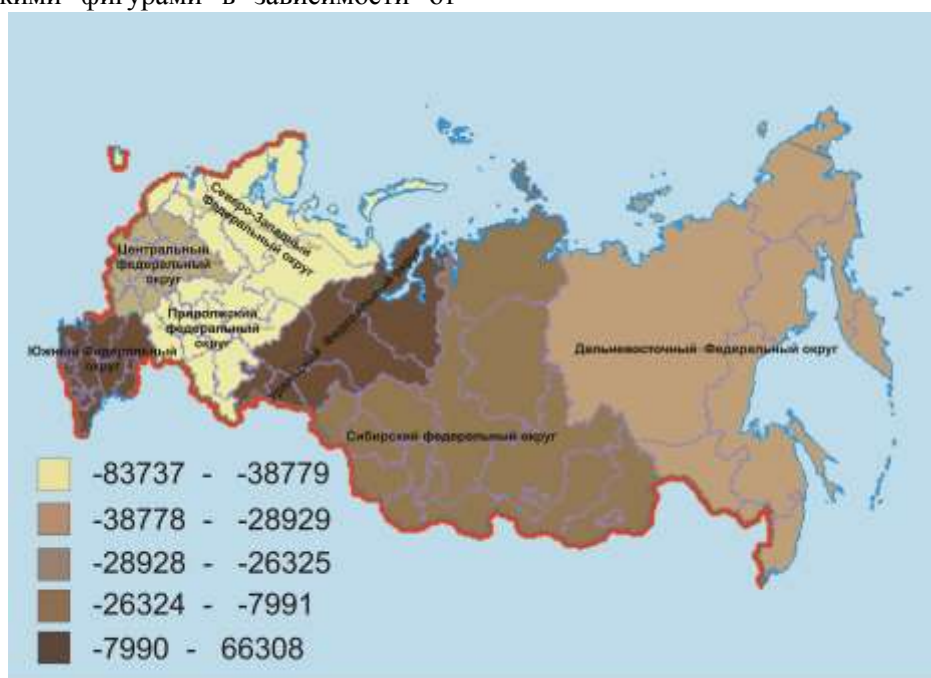 кими фигурами в зависимости от
Северо-Западный
Федеральный округ
Центральный
федеральный
округ
Приволжский
федеральный
округ
Южный Федеральный
округ
Дальневосточный Федеральный округ
Сибирский федеральный округ
-83737 - -38779
-38778 - -28929
-28928 - -26325
-26324 - -7991
-7990 - 66308